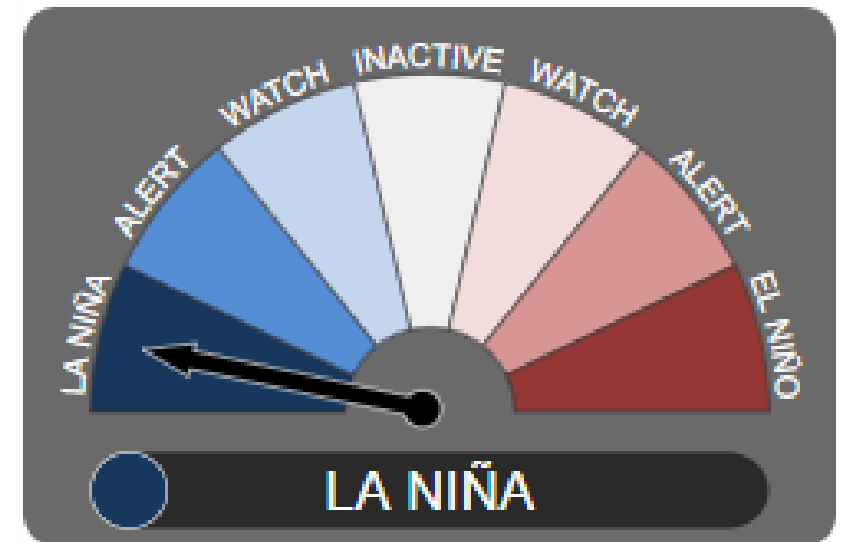 LA NIÑA
ALERT
WATCH
INACTIVE
WATCH
ALERT
EL NIÑO
LA NIÑA